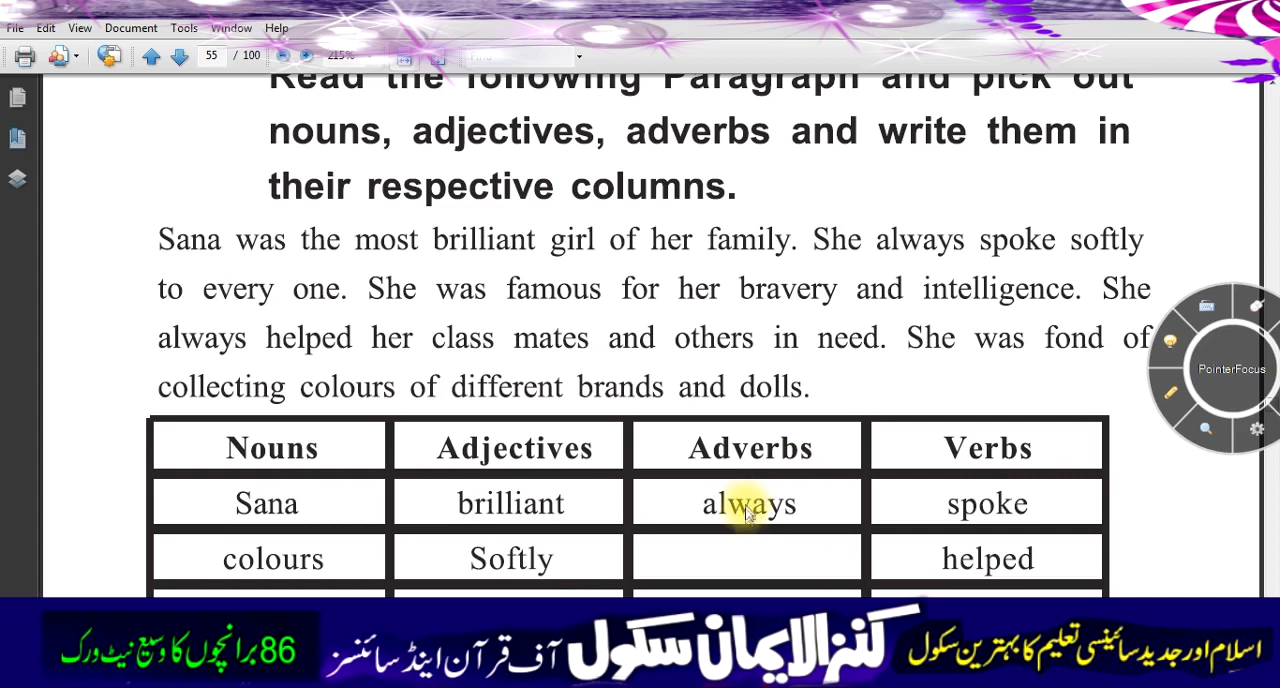 File Edit View Document Tools Window Help
55 / 100 215% Find
Read the following Paragraph and pick out
nouns, adjectives, adverbs and write them in
their respective columns.
Sana was the most brilliant girl of her family. She always spoke softly
to every one. She was famous for her bravery and intelligence. She
always helped her class mates and others in need. She was fond of
collecting colours of different brands and dolls.
PointerFocus
Nouns Adjectives Adverbs Verbs
Sana brilliant always spoke
colours Softly helped
اسلام اور جدید سائینسی تعلیم کا بہترین سکول کنزالایمان سکول آف قرآن اینڈ سائنسز 86 برانچوں کا وسیع نیٹ ورک